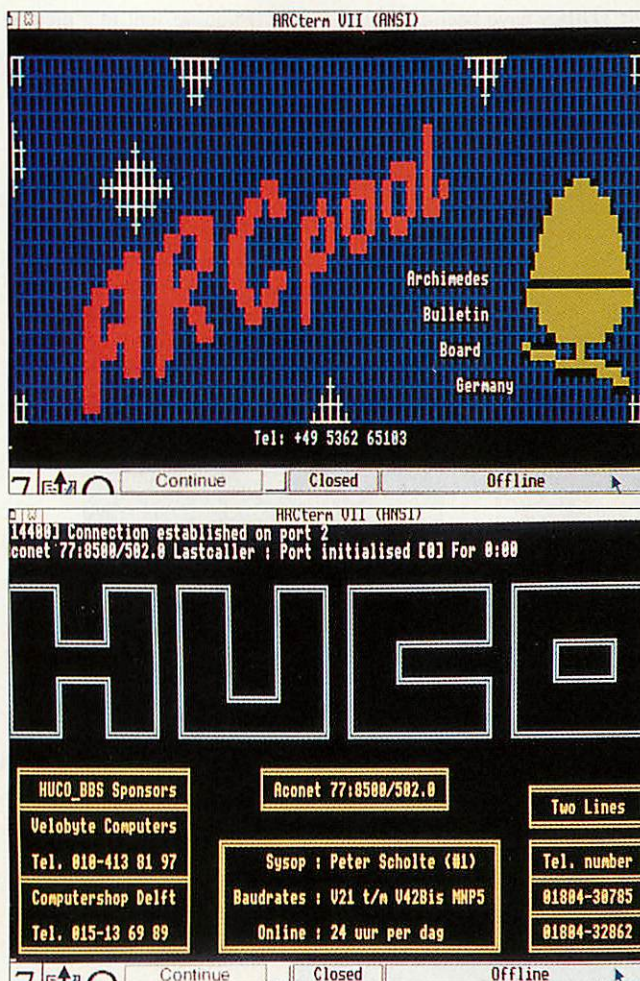 ARCterm VII (ANSI)
ARCpool
Archimedes
Bulletin
Board
Germany
Tel: +49 5362 65103
Continue
Closed
Offline
ARCterm VII (ANSI)
14400] Connection established on port 2
conet 77:8500/502.0 Lastcaller : Port initialised [0] For 0:00
HUCO
HUCO_BBS Sponsors
Velobyte Computers
Tel. 010-413 81 97
Computershop Delft
Tel. 015-13 69 89
Aconet 77:8500/502.0
Sysop : Peter Scholte (#1)
Baudrates : V21 t/m V42Bis MNP5
Online : 24 uur per dag
Two Lines
Tel. number
01804-30785
01804-32862
Continue
Closed
Offline